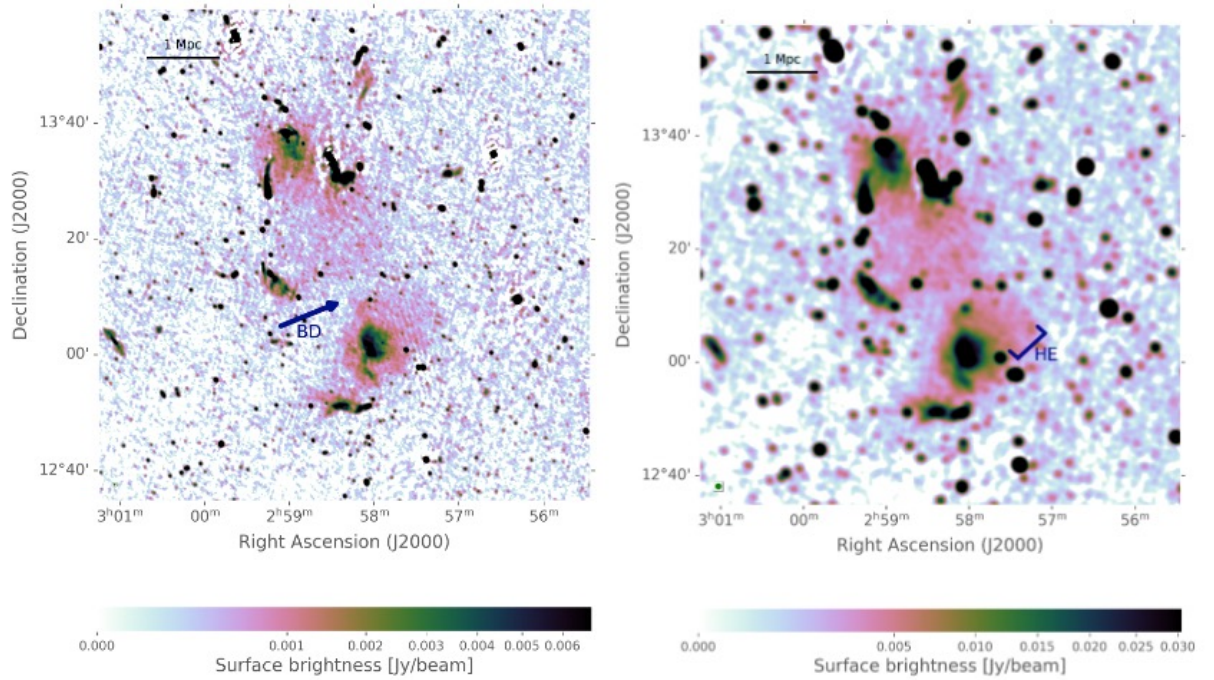 1 Mpc
13°40'
20'
00'
12°40'
Declination (J2000)
BD
3ʰ01ᵐ 00ᵐ 2ʰ59ᵐ 58ᵐ 57ᵐ 56ᵐ
Right Ascension (J2000)
0.000 0.001 0.002 0.003 0.004 0.005 0.006
Surface brightness [Jy/beam]
1 Mpc
13°40'
20'
00'
12°40'
Declination (J2000)
HE
3ʰ01ᵐ 00ᵐ 2ʰ59ᵐ 58ᵐ 57ᵐ 56ᵐ
Right Ascension (J2000)
0.000 0.005 0.010 0.015 0.020 0.025 0.030
Surface brightness [Jy/beam]